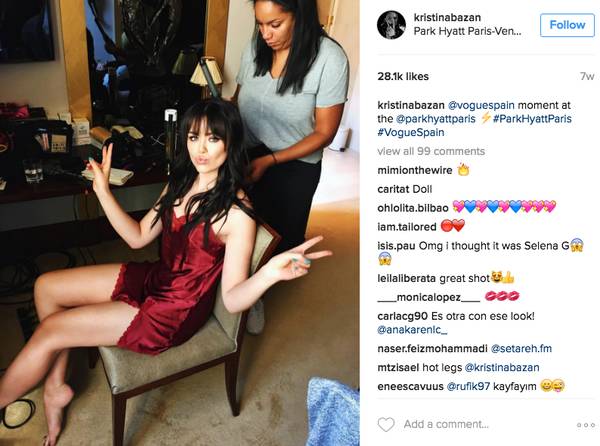 kristinabazan
Park Hyatt Paris-Ven...
Follow
28.1k likes
7w
kristinabazan @voguespain moment at
the @parkhyattparis ⚡#ParkHyattParis
#VogueSpain
view all 99 comments
mimionthewire 👏
caritat Doll
ohlolita.bilbao 💖💙💖💙💖💙💖💖💖
iam.tailored 🔴❤️
isis.pau Omg i thought it was Selena G😱
😱
leilaliberata great shot😻👍
___monicalopez___ 💋💋💋
carlacg90 Es otra con ese look!
@anakarenlc_
naser.feizmohammadi @setareh.fm
mtzisael hot legs @kristinabazan
eneescavuus @rufik97 kayfayım 😄😜
Add a comment...